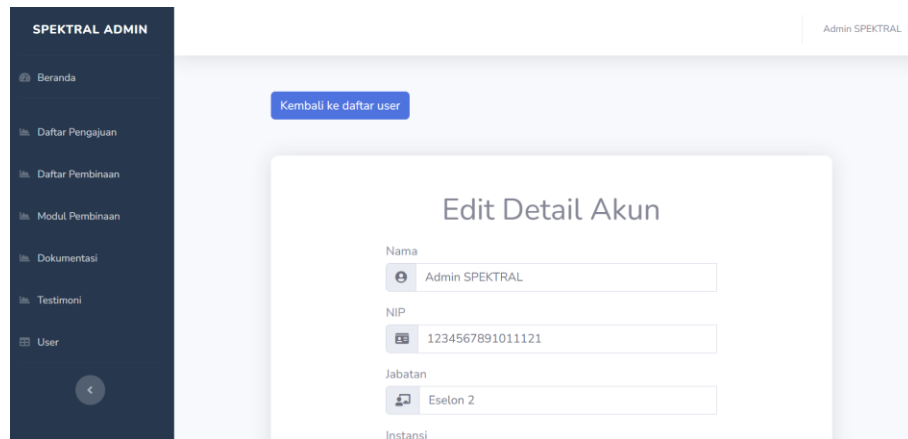 SPEKTRAL ADMIN
Admin SPEKTRAL
Beranda
Daftar Pengajuan
Daftar Pembinaan
Modul Pembinaan
Dokumentasi
Testimoni
User
Kembali ke daftar user
Edit Detail Akun
Nama
Admin SPEKTRAL
NIP
1234567891011121
Jabatan
Eselon 2
Instansi